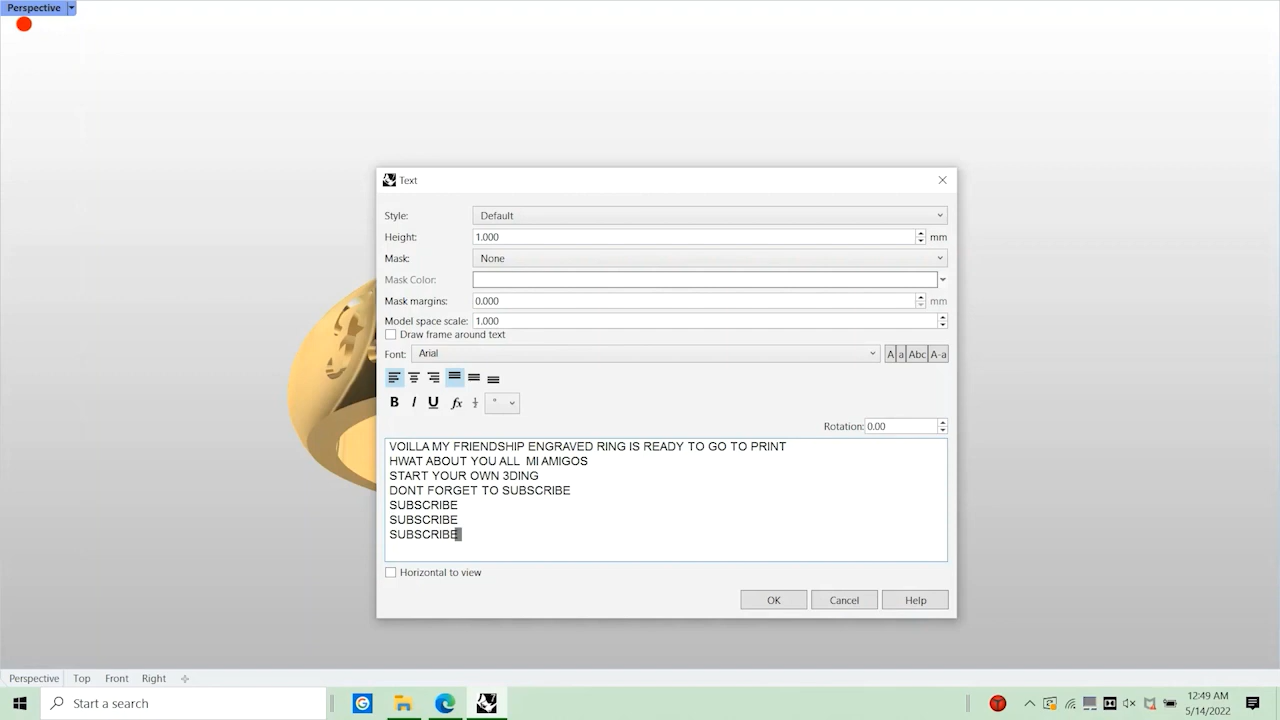 Perspective
Text
Style: Default
Height: 1.000 mm
Mask: None
Mask Color:
Mask margins: 0.000 mm
Model space scale: 1.000
Draw frame around text
Font: Arial A a Abc A-a
B I U fx
Rotation: 0.00
VOILLA MY FRIENDSHIP ENGRAVED RING IS READY TO GO TO PRINT
HWAT ABOUT YOU ALL  MI AMIGOS
START YOUR OWN 3DING
DONT FORGET TO SUBSCRIBE
SUBSCRIBE
SUBSCRIBE
SUBSCRIBE
Horizontal to view
OK Cancel Help
Perspective Top Front Right
Start a search
12:49 AM
5/14/2022